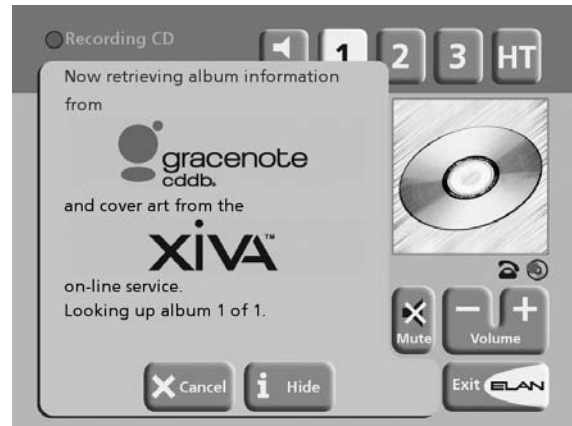 Recording CD
1 2 3 HT
Now retrieving album information
from
gracenote
cddb.
and cover art from the
XiVA™
on-line service.
Looking up album 1 of 1.
Mute
Volume
Cancel
i Hide
Exit ELAN